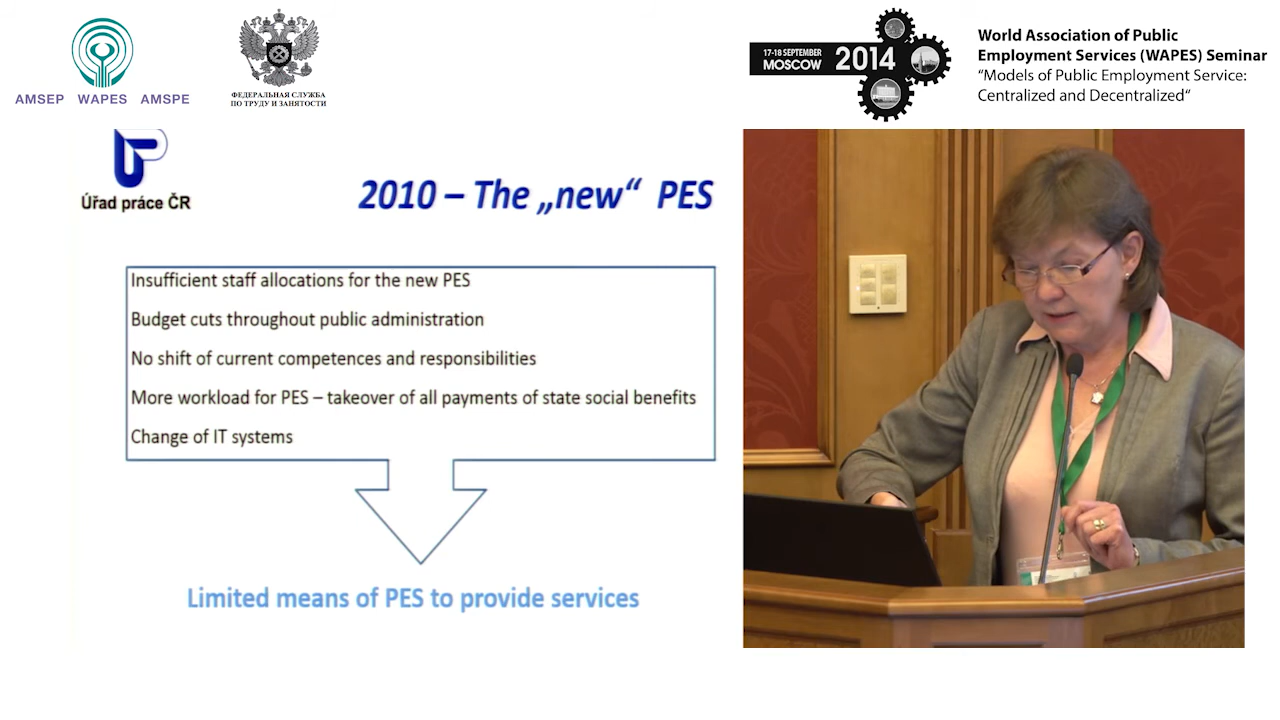 AMSEP WAPES AMSPE
ФЕДЕРАЛЬНАЯ СЛУЖБА
ПО ТРУДУ И ЗАНЯТОСТИ
17-18 SEPTEMBER
MOSCOW
2014
World Association of Public
Employment Services (WAPES) Seminar
“Models of Public Employment Service:
Centralized and Decentralized“
Úřad práce ČR
2010 – The „new“ PES
Insufficient staff allocations for the new PES
Budget cuts throughout public administration
No shift of current competences and responsibilities
More workload for PES – takeover of all payments of state social benefits
Change of IT systems
Limited means of PES to provide services